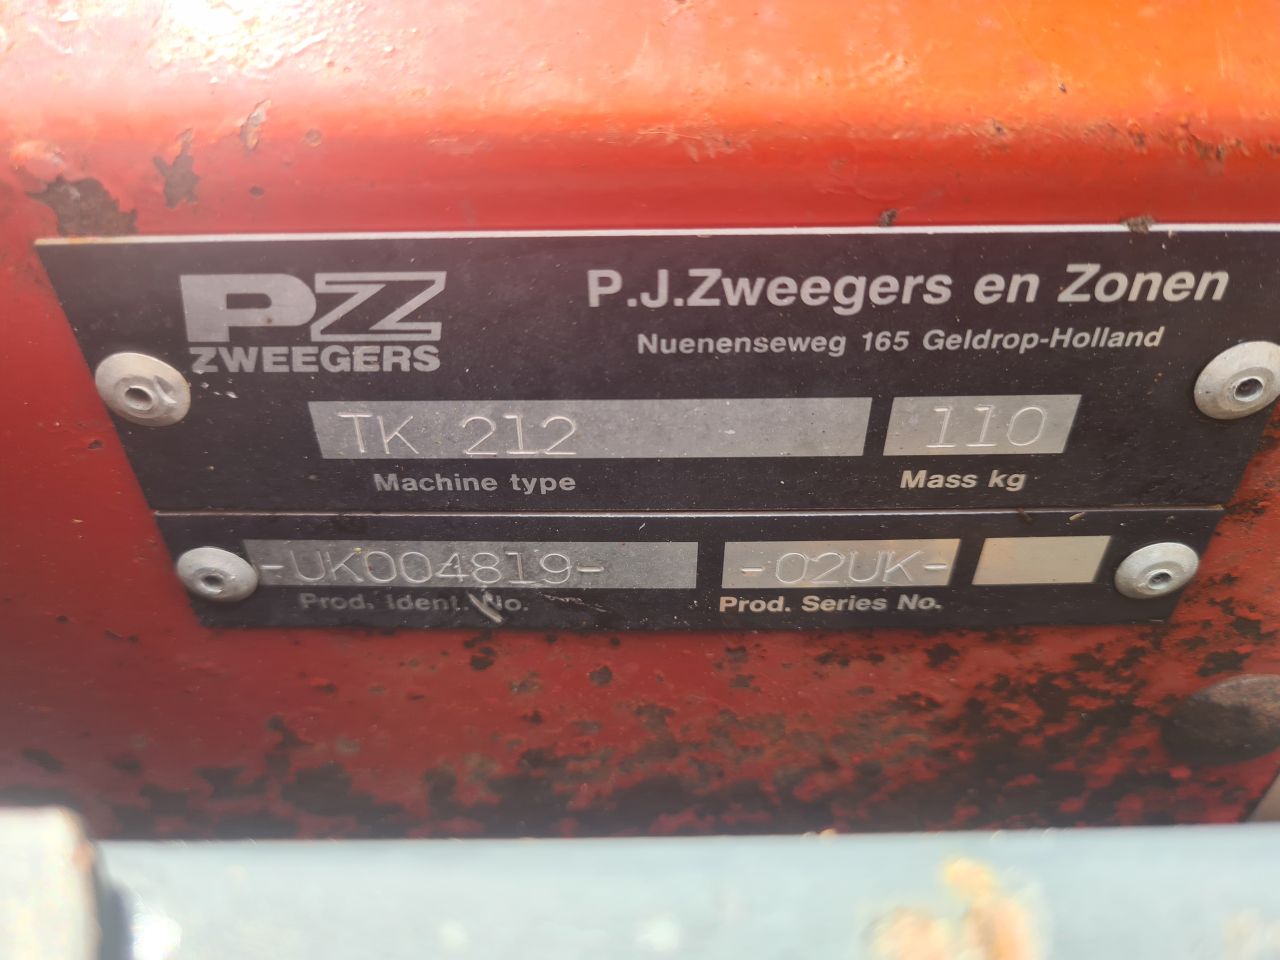 PZ
ZWEEGERS
P.J.Zweegers en Zonen
Nuenenseweg 165 Geldrop-Holland
TK 212
110
Machine type
Mass kg
-UK004819-
-02UK-
Prod. Ident. No.
Prod. Series No.